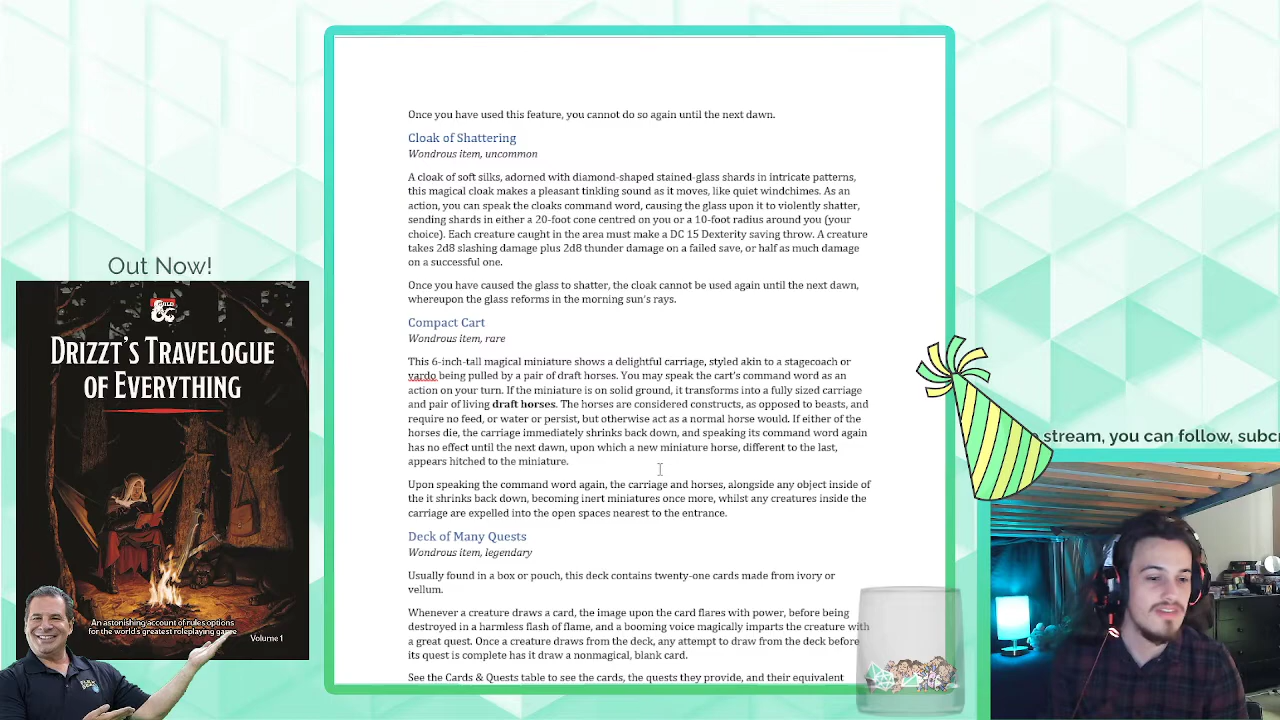 Once you have used this feature, you cannot do so again until the next dawn.
Cloak of Shattering
Wondrous item, uncommon
A cloak of soft silks, adorned with diamond-shaped stained-glass shards in intricate patterns,
this magical cloak makes a pleasant tinkling sound as it moves, like quiet windchimes. As an
action, you can speak the cloaks command word, causing the glass upon it to violently shatter,
sending shards in either a 20-foot cone centred on you or a 10-foot radius around you (your
choice). Each creature caught in the area must make a DC 15 Dexterity saving throw. A creature
takes 2d8 slashing damage plus 2d8 thunder damage on a failed save, or half as much damage
on a successful one.
Once you have caused the glass to shatter, the cloak cannot be used again until the next dawn,
whereupon the glass reforms in the morning sun's rays.
Compact Cart
Wondrous item, rare
This 6-inch-tall magical miniature shows a delightful carriage, styled akin to a stagecoach or
vardo being pulled by a pair of draft horses. You may speak the cart's command word as an
action on your turn. If the miniature is on solid ground, it transforms into a fully sized carriage
and pair of living draft horses. The horses are considered constructs, as opposed to beasts, and
require no feed, or water or persist, but otherwise act as a normal horse would. If either of the
horses die, the carriage immediately shrinks back down, and speaking its command word again
has no effect until the next dawn, upon which a new miniature horse, different to the last,
appears hitched to the miniature.
Upon speaking the command word again, the carriage and horses, alongside any object inside of
the it shrinks back down, becoming inert miniatures once more, whilst any creatures inside the
carriage are expelled into the open spaces nearest to the entrance.
Deck of Many Quests
Wondrous item, legendary
Usually found in a box or pouch, this deck contains twenty-one cards made from ivory or
vellum.
Whenever a creature draws a card, the image upon the card flares with power, before being
destroyed in a harmless flash of flame, and a booming voice magically imparts the creature with
a great quest. Once a creature draws from the deck, any attempt to draw from the deck before
its quest is complete has it draw a nonmagical, blank card.
See the Cards & Quests table to see the cards, the quests they provide, and their equivalent
Out Now!
DRIZZT'S TRAVELOGUE
OF EVERYTHING
An astonishing account of rules options
for the world's greatest roleplaying game
Volume 1
stream, you can follow, subsc